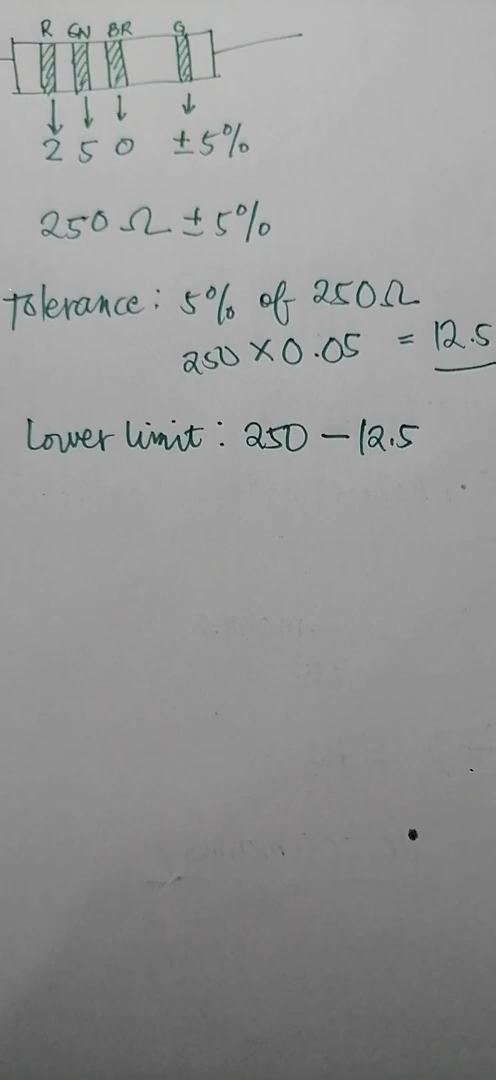 R GN BR G
2 5 0 ±5%
250 Ω ±5%
Tolerance: 5% of 250Ω
250 × 0.05 = 12.5
Lower limit: 250 – 12.5